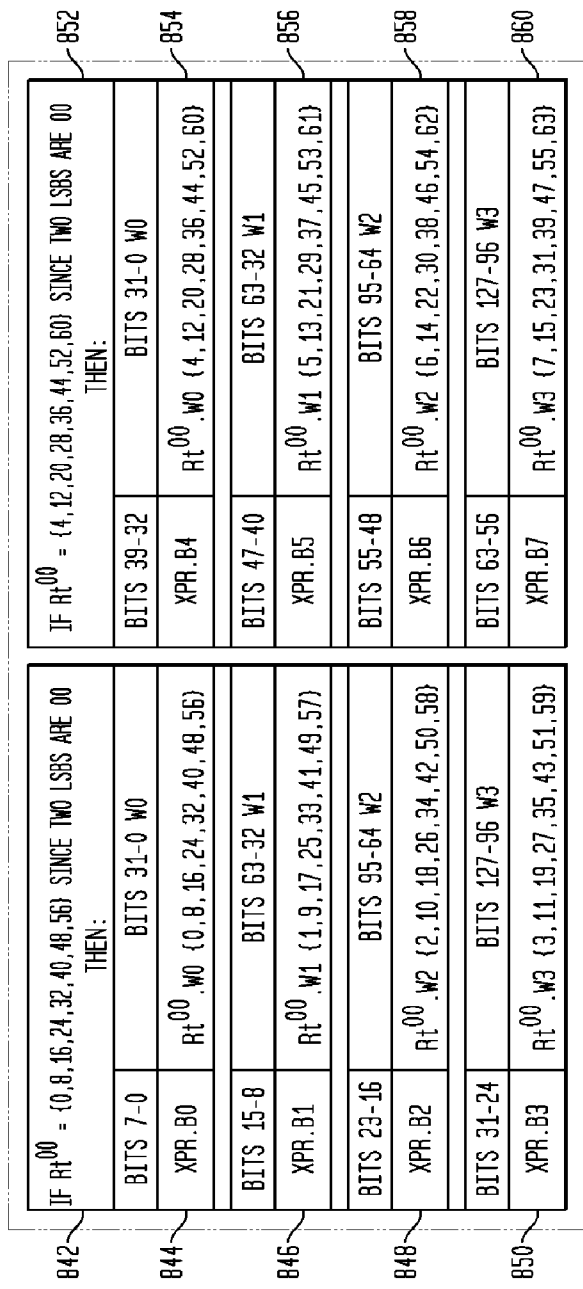 842
IF Rt⁰⁰ = {0,8,16,24,32,40,48,56} SINCE TWO LSBS ARE 00
THEN:
BITS 7-0 BITS 31-0 W0
844
XPR.B0 Rt⁰⁰.W0 {0,8,16,24,32,40,48,56}
BITS 15-8 BITS 63-32 W1
846
XPR.B1 Rt⁰⁰.W1 {1,9,17,25,33,41,49,57}
BITS 23-16 BITS 95-64 W2
848
XPR.B2 Rt⁰⁰.W2 {2,10,18,26,34,42,50,58}
BITS 31-24 BITS 127-96 W3
850
XPR.B3 Rt⁰⁰.W3 {3,11,19,27,35,43,51,59}
852
IF Rt⁰⁰ = {4,12,20,28,36,44,52,60} SINCE TWO LSBS ARE 00
THEN:
BITS 39-32 BITS 31-0 W0
854
XPR.B4 Rt⁰⁰.W0 {4,12,20,28,36,44,52,60}
BITS 47-40 BITS 63-32 W1
856
XPR.B5 Rt⁰⁰.W1 {5,13,21,29,37,45,53,61}
BITS 55-48 BITS 95-64 W2
858
XPR.B6 Rt⁰⁰.W2 {6,14,22,30,38,46,54,62}
BITS 63-56 BITS 127-96 W3
860
XPR.B7 Rt⁰⁰.W3 {7,15,23,31,39,47,55,63}